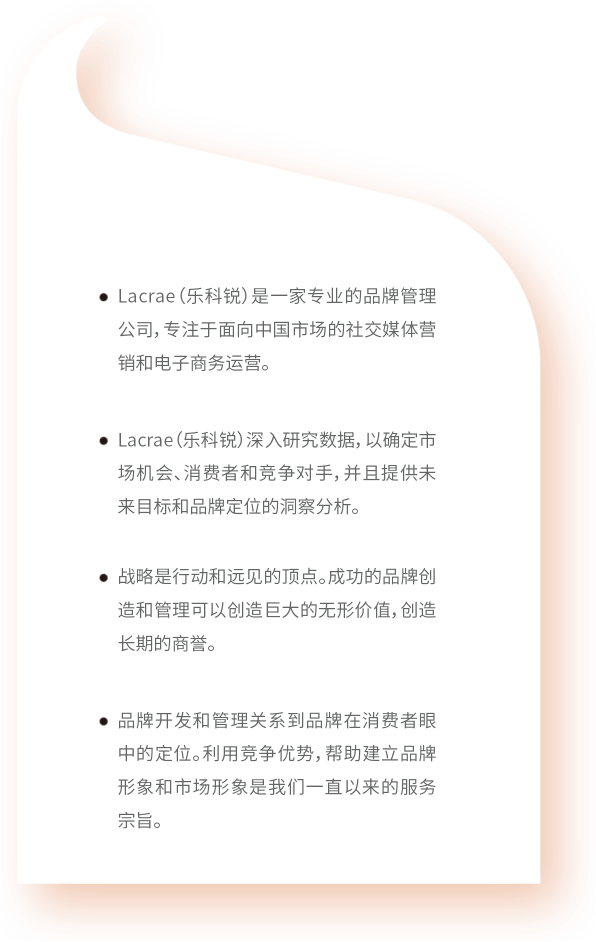 Lacrae（乐科锐）是一家专业的品牌管理
公司，专注于面向中国市场的社交媒体营
销和电子商务运营。
Lacrae（乐科锐）深入研究数据，以确定市
场机会、消费者和竞争对手，并且提供未
来目标和品牌定位的洞察分析。
战略是行动和远见的顶点。成功的品牌创
造和管理可以创造巨大的无形价值，创造
长期的商誉。
品牌开发和管理关系到品牌在消费者眼
中的定位。利用竞争优势，帮助建立品牌
形象和市场形象是我们一直以来的服务
宗旨。